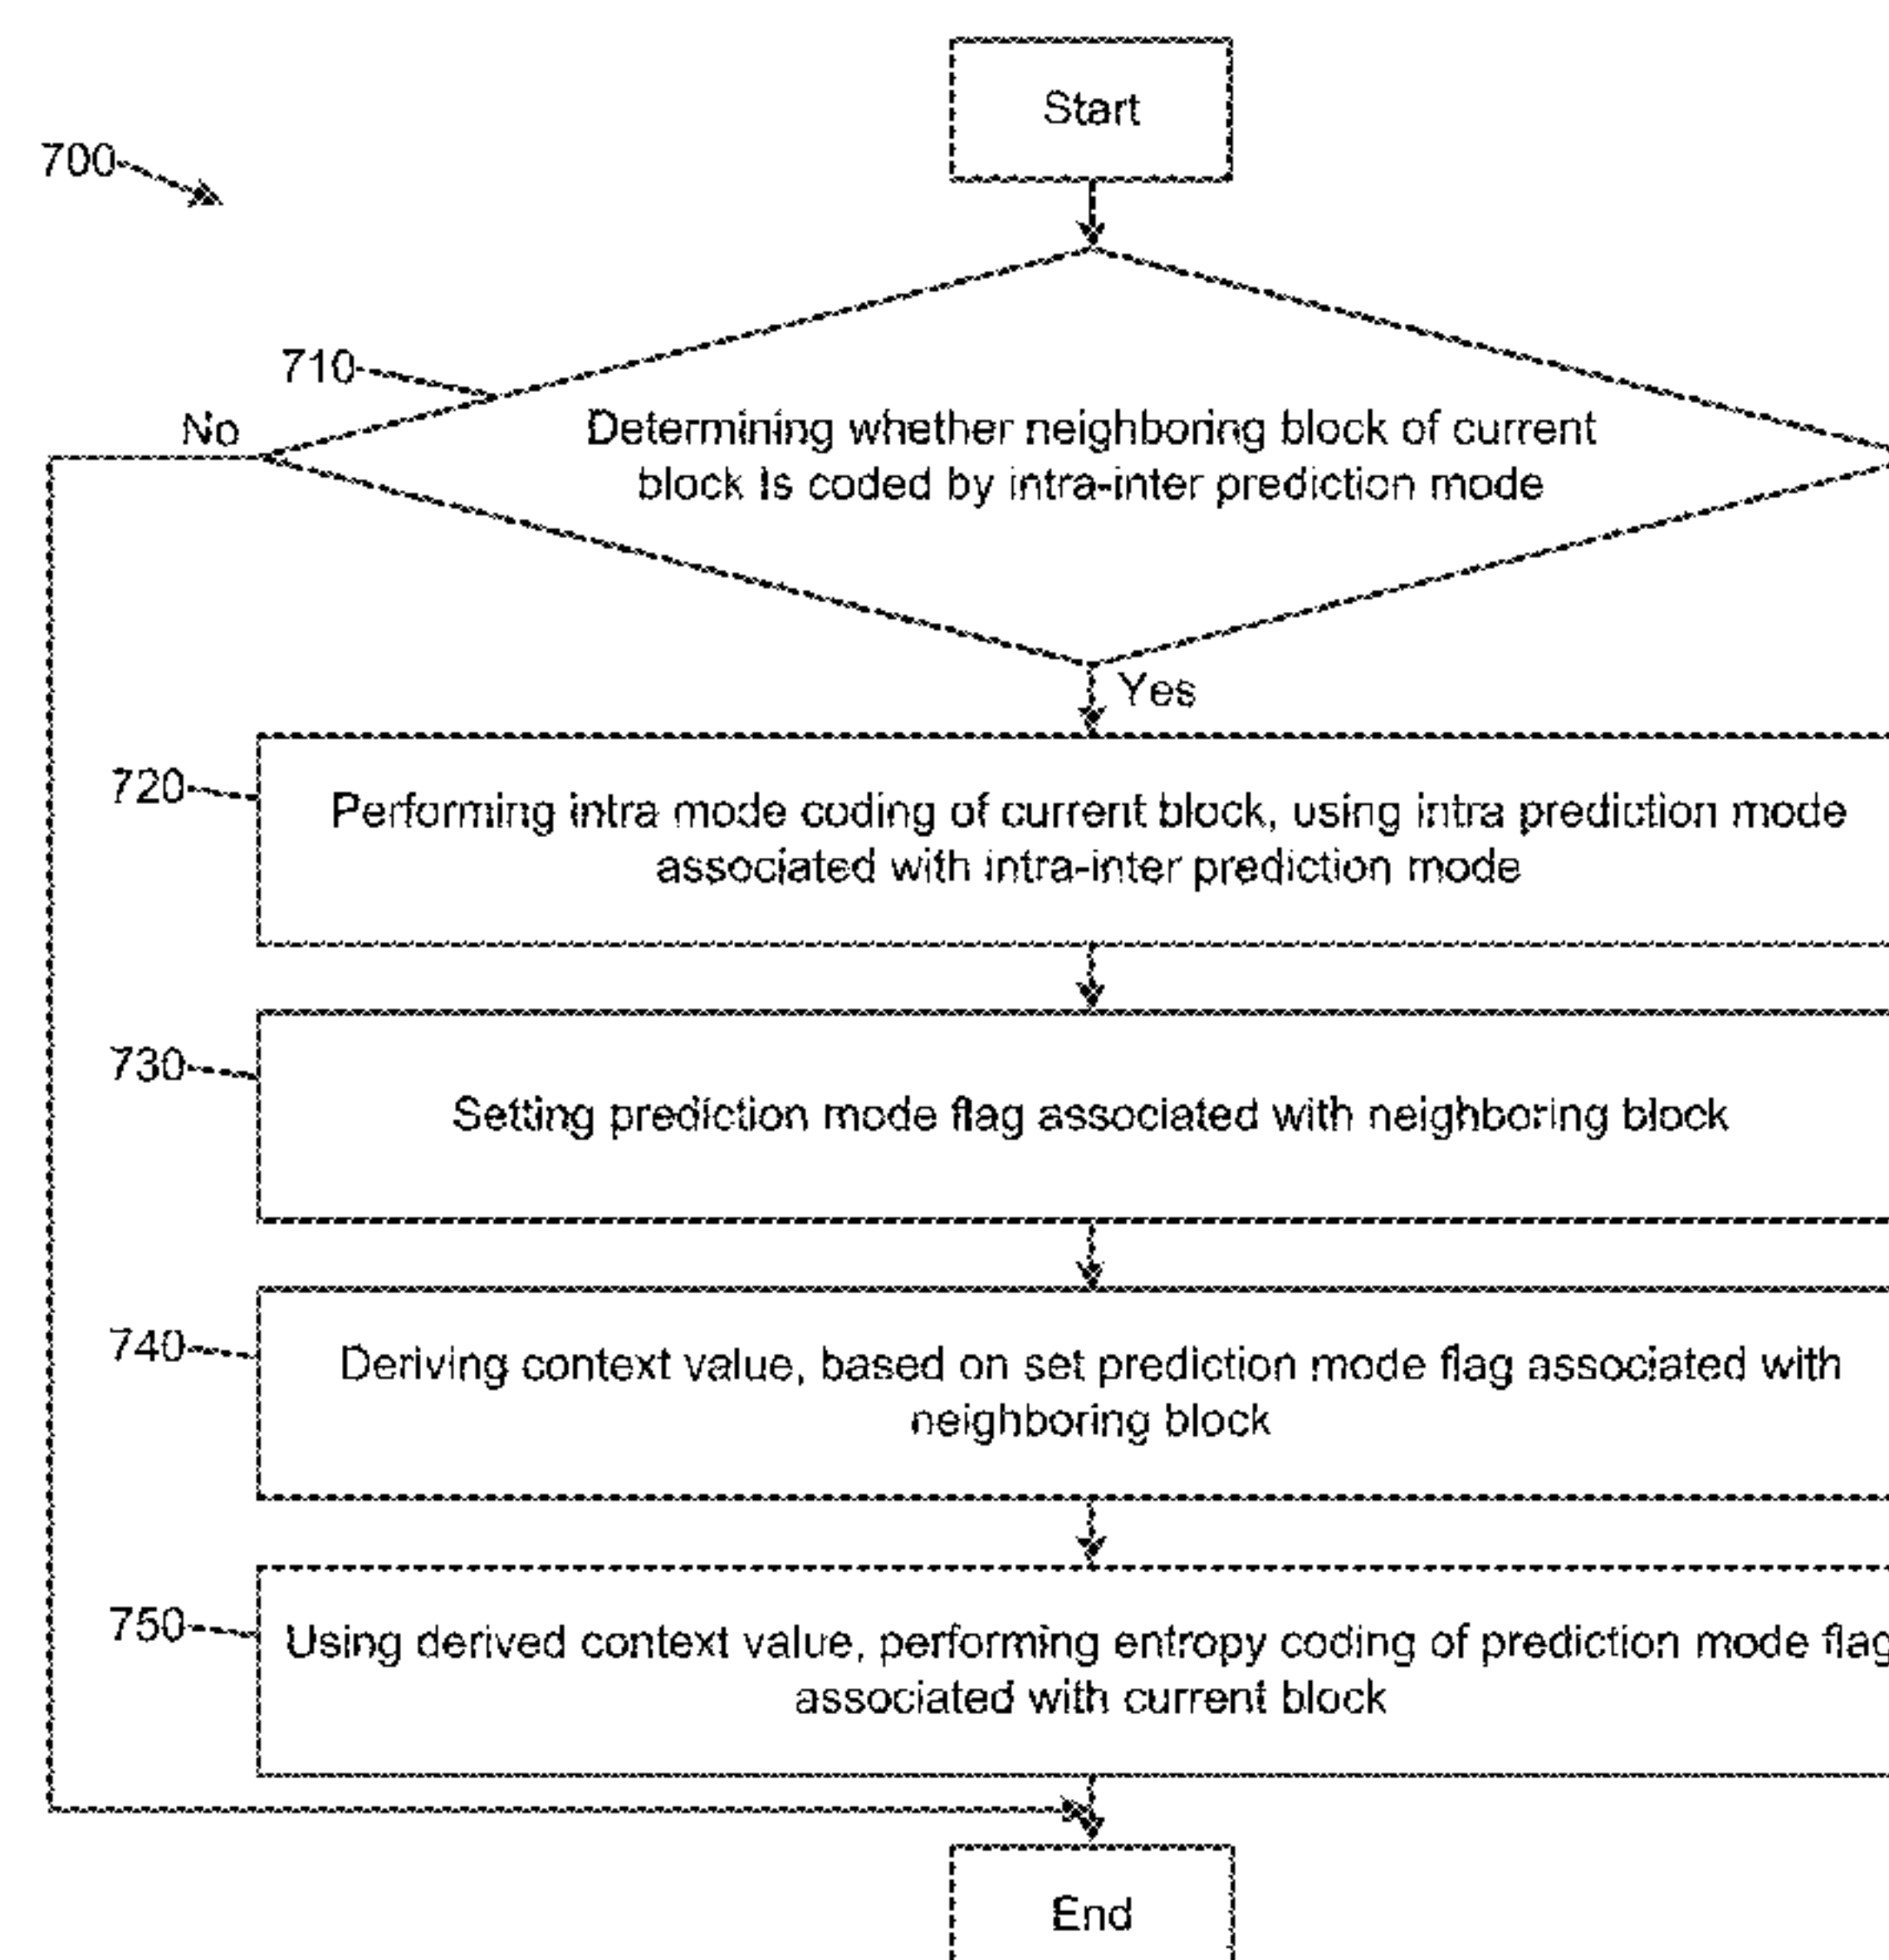 Start
700
710
No
Determining whether neighboring block of current
block Is coded by intra-inter prediction mode
Yes
720
Performing intra mode coding of current block, using intra prediction mode
associated with intra-inter prediction mode
730
Setting prediction mode flag associated with neighboring block
740
Deriving context value, based on set prediction mode flag associated with
neighboring block
750
Using derived context value, performing entropy coding of prediction mode flag
associated with current block
End